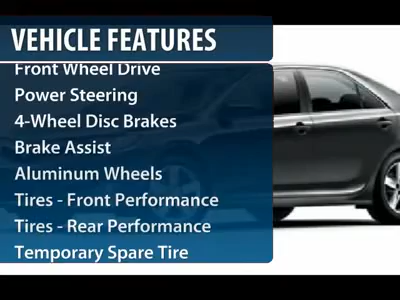 VEHICLE FEATURES
Front Wheel Drive
Power Steering
4-Wheel Disc Brakes
Brake Assist
Aluminum Wheels
Tires - Front Performance
Tires - Rear Performance
Temporary Spare Tire